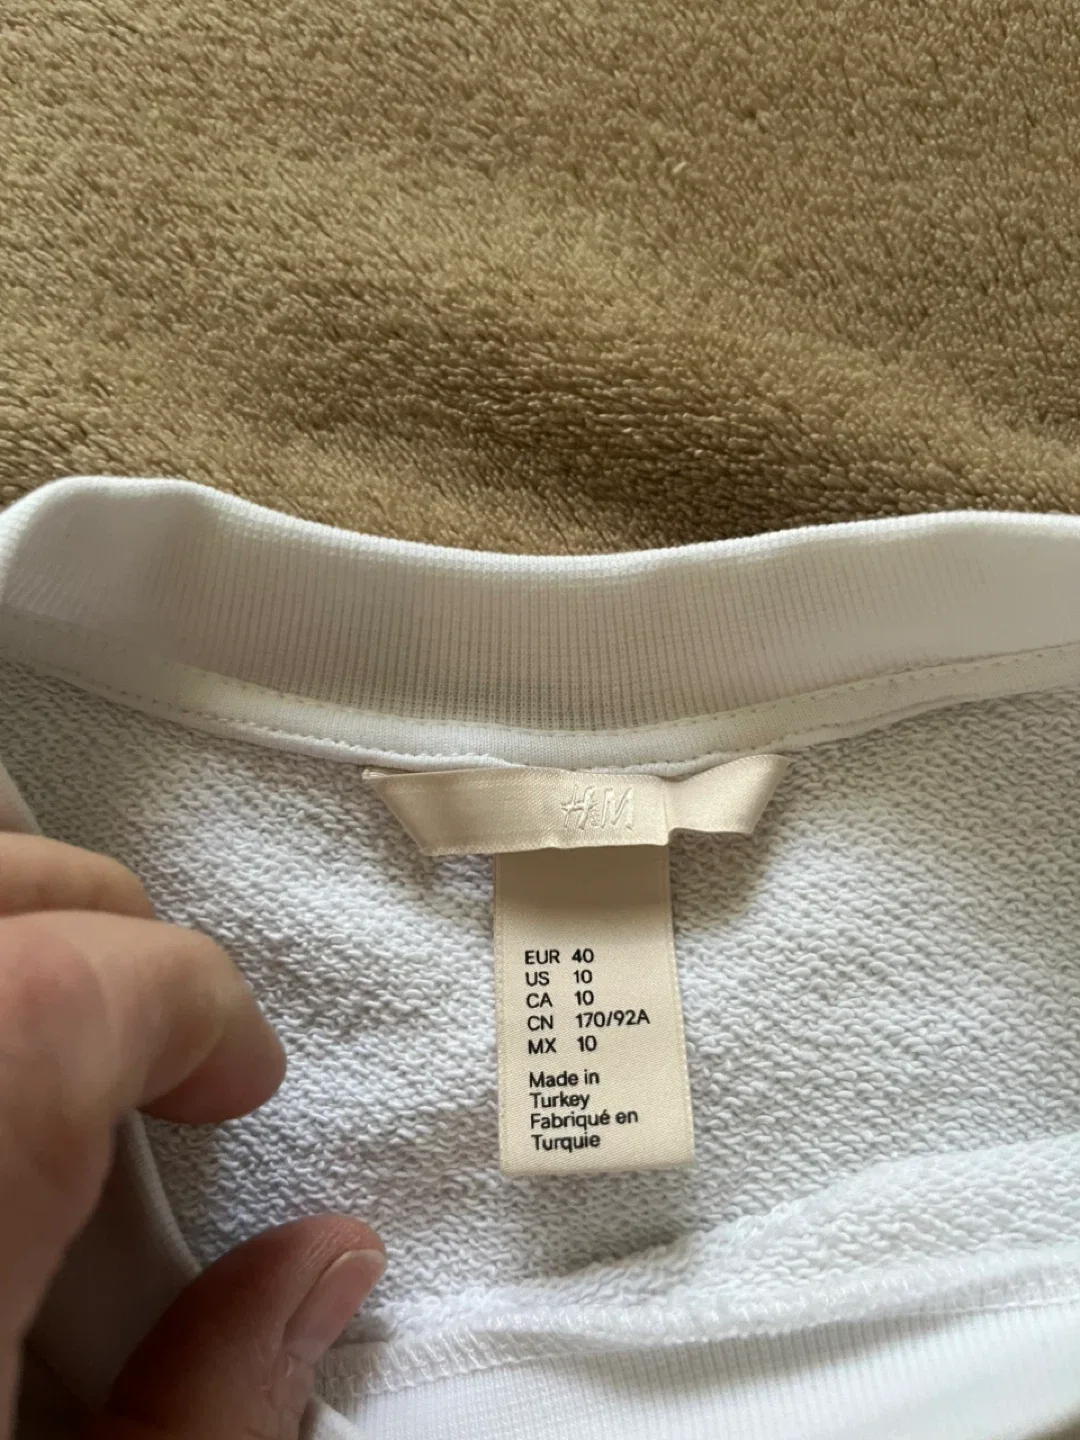 H&M
EUR 40
US 10
CA 10
CN 170/92A
MX 10
Made in
Turkey
Fabriqué en
Turquie